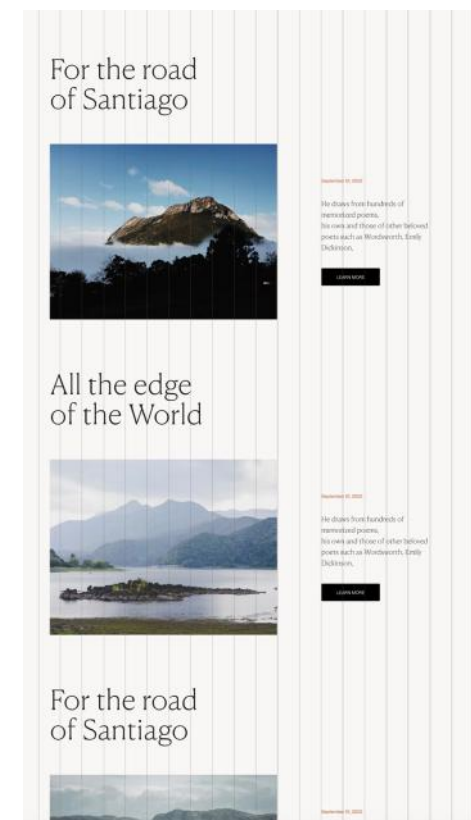 For the road
of Santiago
He draws from hundreds of
memorized poems,
his own and those of other beloved
poets such as Wordsworth, Emily
Dickinson,
LEARN MORE
All the edge
of the World
He draws from hundreds of
memorized poems,
his own and those of other beloved
poets such as Wordsworth, Emily
Dickinson,
LEARN MORE
For the road
of Santiago